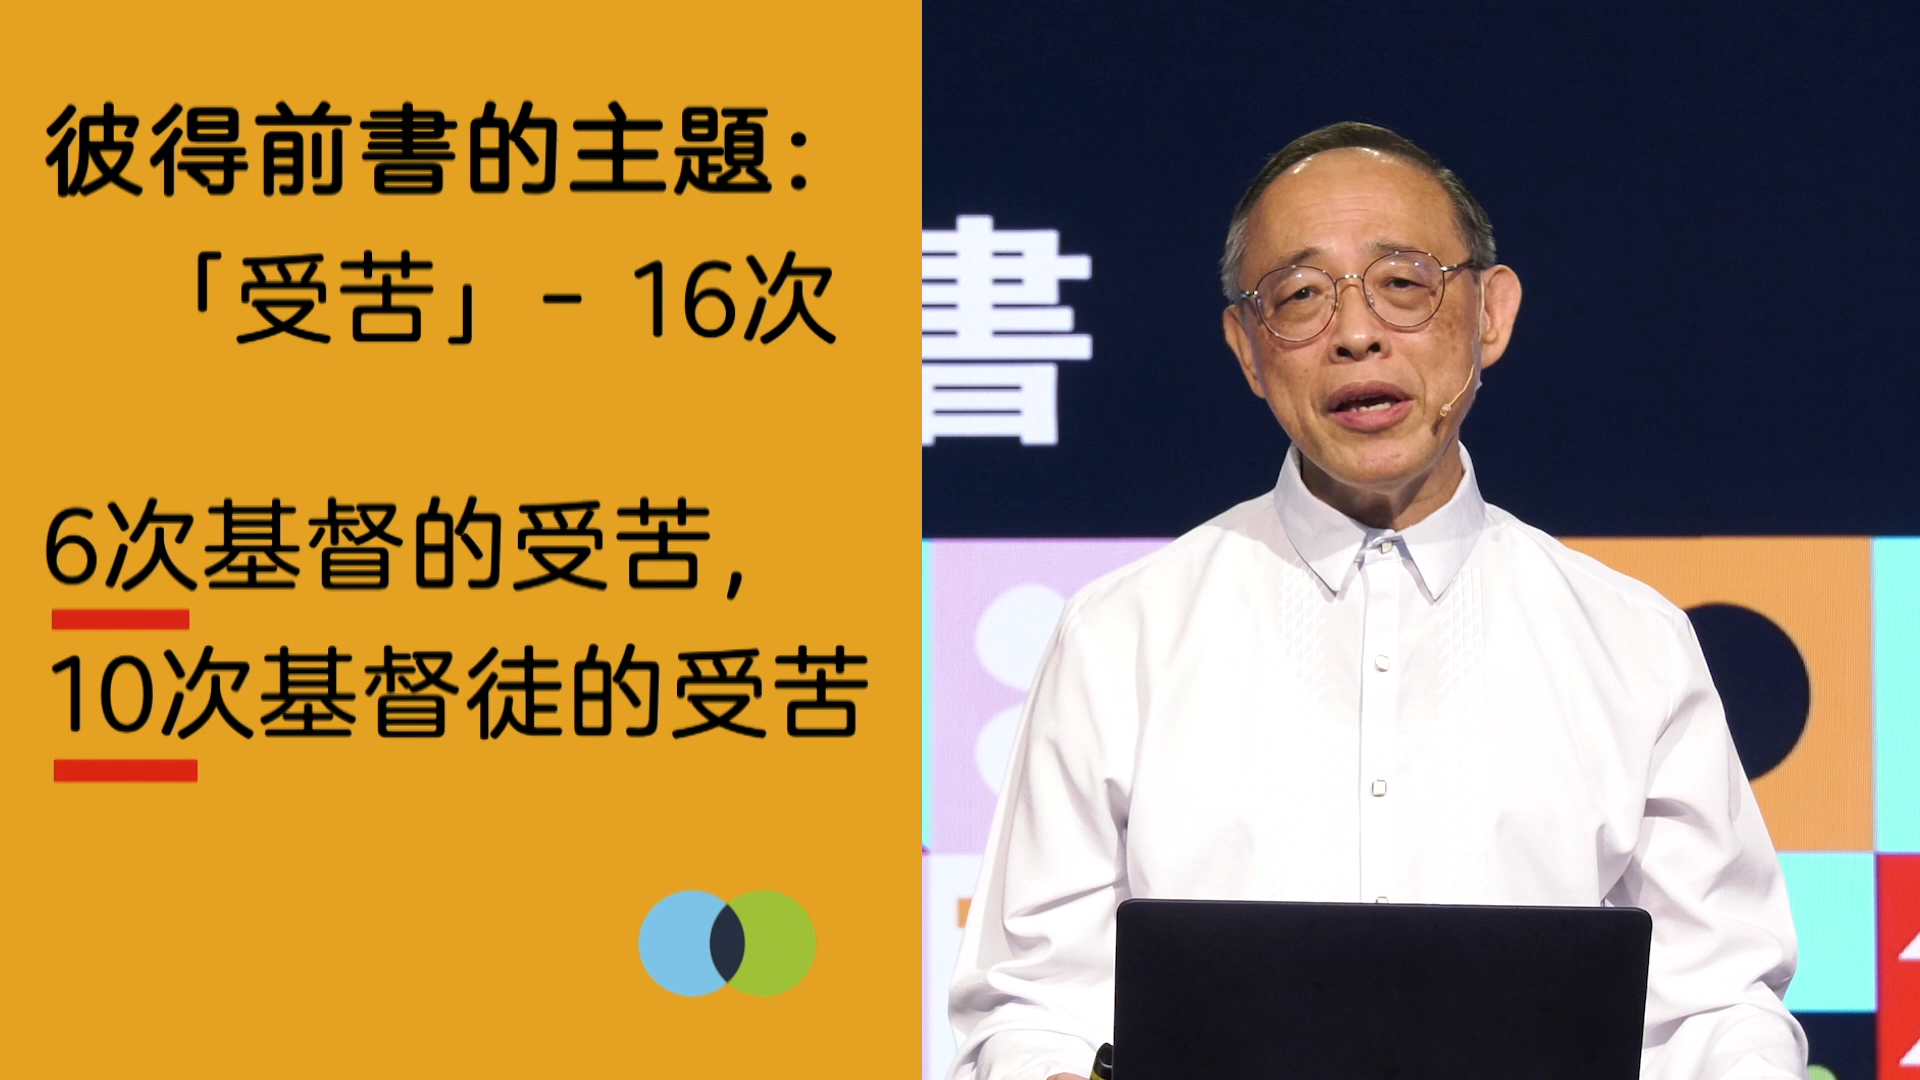 彼得前書的主題：
「受苦」- 16次
6次基督的受苦，
10次基督徒的受苦
書